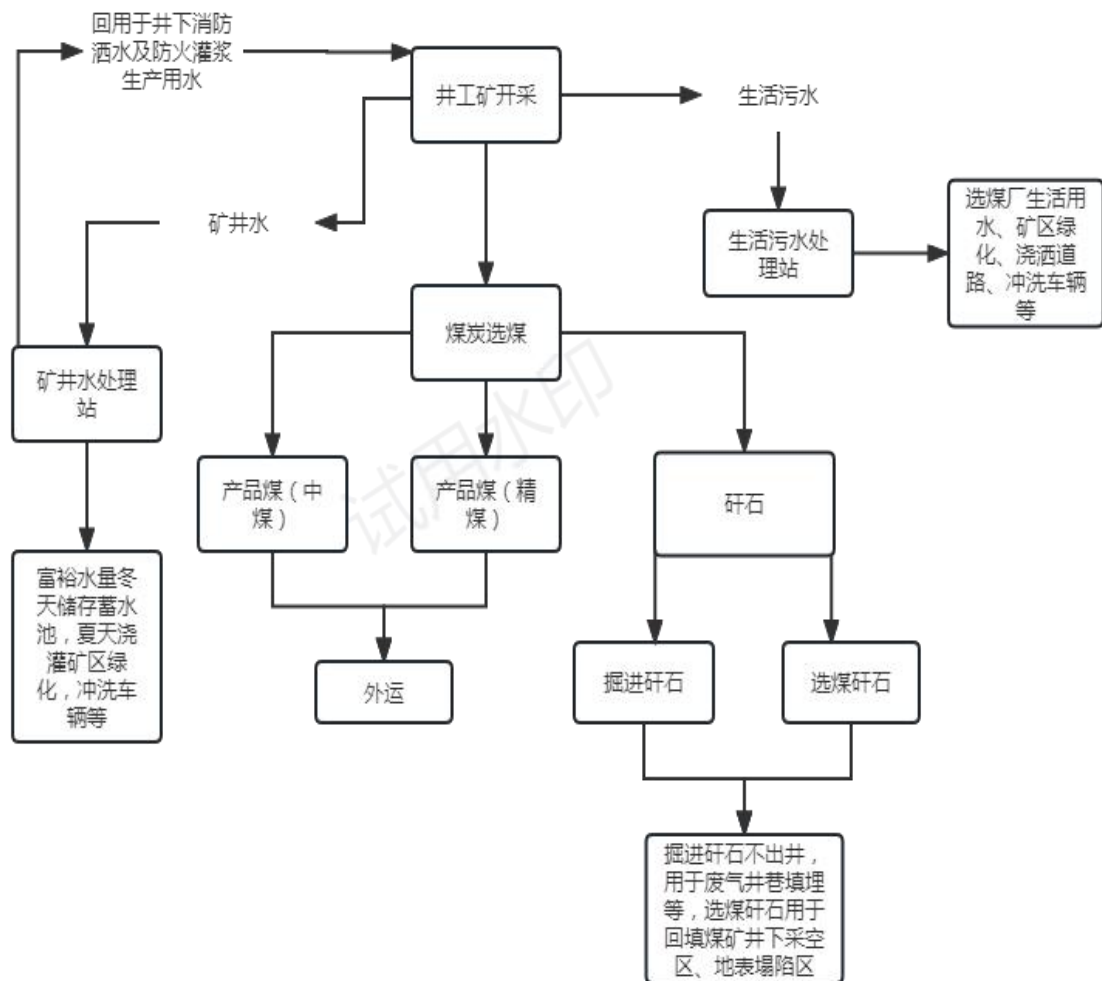 回用于井下消防
洒水及防火灌浆
生产用水
井工矿开采
生活污水
矿井水
生活污水处
理站
选煤厂生活用
水、矿区绿
化、浇洒道
路、冲洗车辆
等
煤炭选煤
矿井水处理
站
产品煤（中
煤）
产品煤（精
煤）
矸石
富裕水量冬
天储存蓄水
池，夏天浇
灌矿区绿
化，冲洗车
辆等
外运
掘进矸石
选煤矸石
掘进矸石不出井，
用于废气井巷填埋
等，选煤矸石用于
回填煤矿井下采空
区、地表塌陷区
试用水印